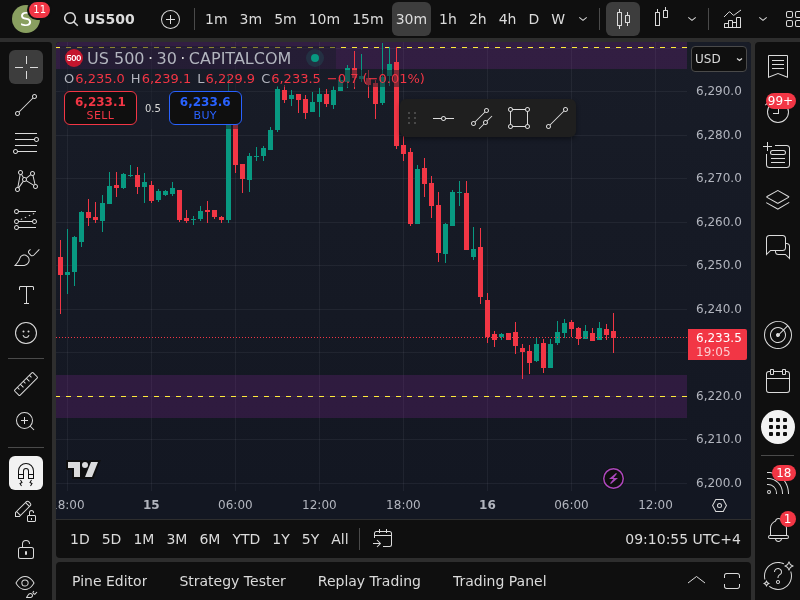 S 11 US500 1m 3m 5m 10m 15m 30m 1h 2h 4h D W
500 US 500 · 30 · CAPITALCOM USD
O6,235.0 H6,239.1 L6,229.9 C6,233.5 −0.7 (−0.01%)
6,233.1 SELL 0.5 6,233.6 BUY
6,290.0
99+
6,280.0
6,270.0
6,260.0
6,250.0
6,240.0
6,233.5
19:05
6,220.0
6,210.0
6,200.0
18
8:00 15 06:00 12:00 18:00 16 06:00 12:00
1
1D 5D 1M 3M 6M YTD 1Y 5Y All 09:10:55 UTC+4
Pine Editor Strategy Tester Replay Trading Trading Panel